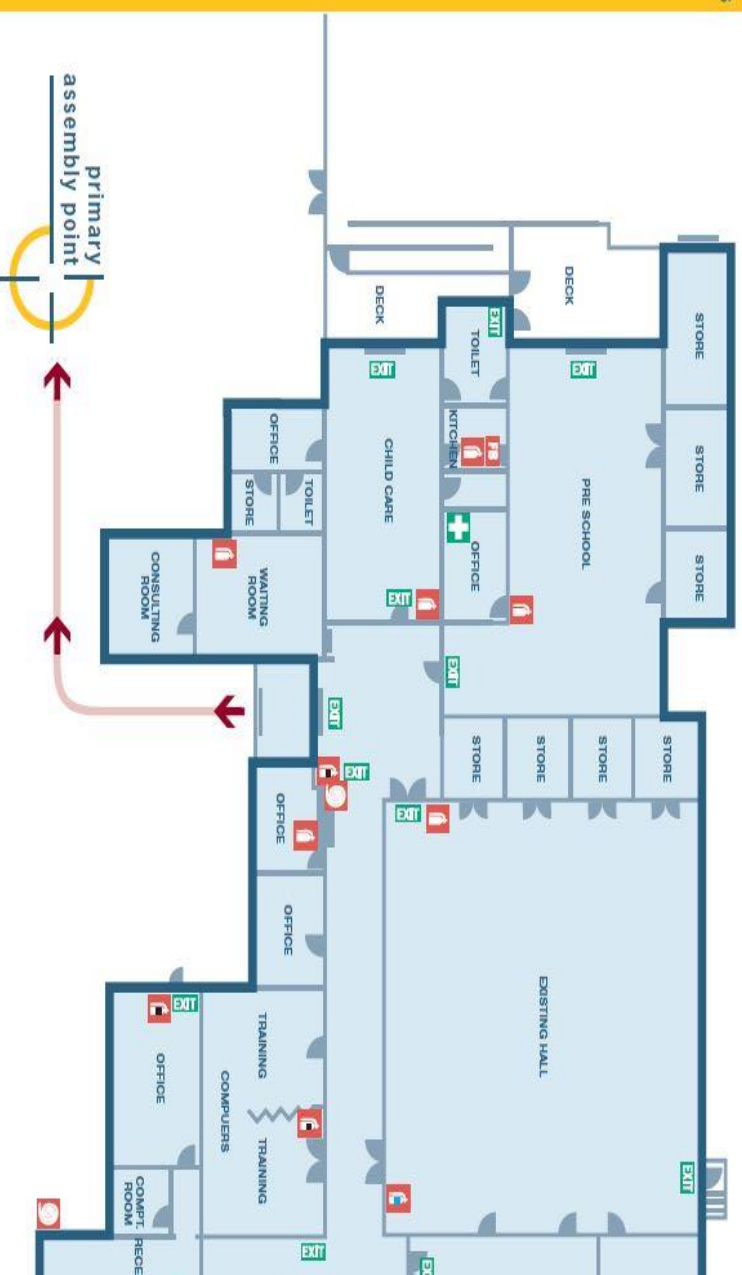 STORE
STORE
STORE
EXIT
STORE
STORE
PRE SCHOOL
EXIT
DECK
STORE
EXISTING HALL
EXIT
FB
TOILET
OFFICE
STORE
KITCHEN
EXIT
EXIT
EXIT
CHILD CARE
EXIT
DECK
EXIT
EXIT
EXIT
OFFICE
OFFICE
OFFICE
TOILET
WAITING
ROOM
TRAINING
TRAINING
STORE
COMPUERS
EXIT
CONSULTING
ROOM
OFFICE
COMPT.
ROOM
RECE
primary
assembly point